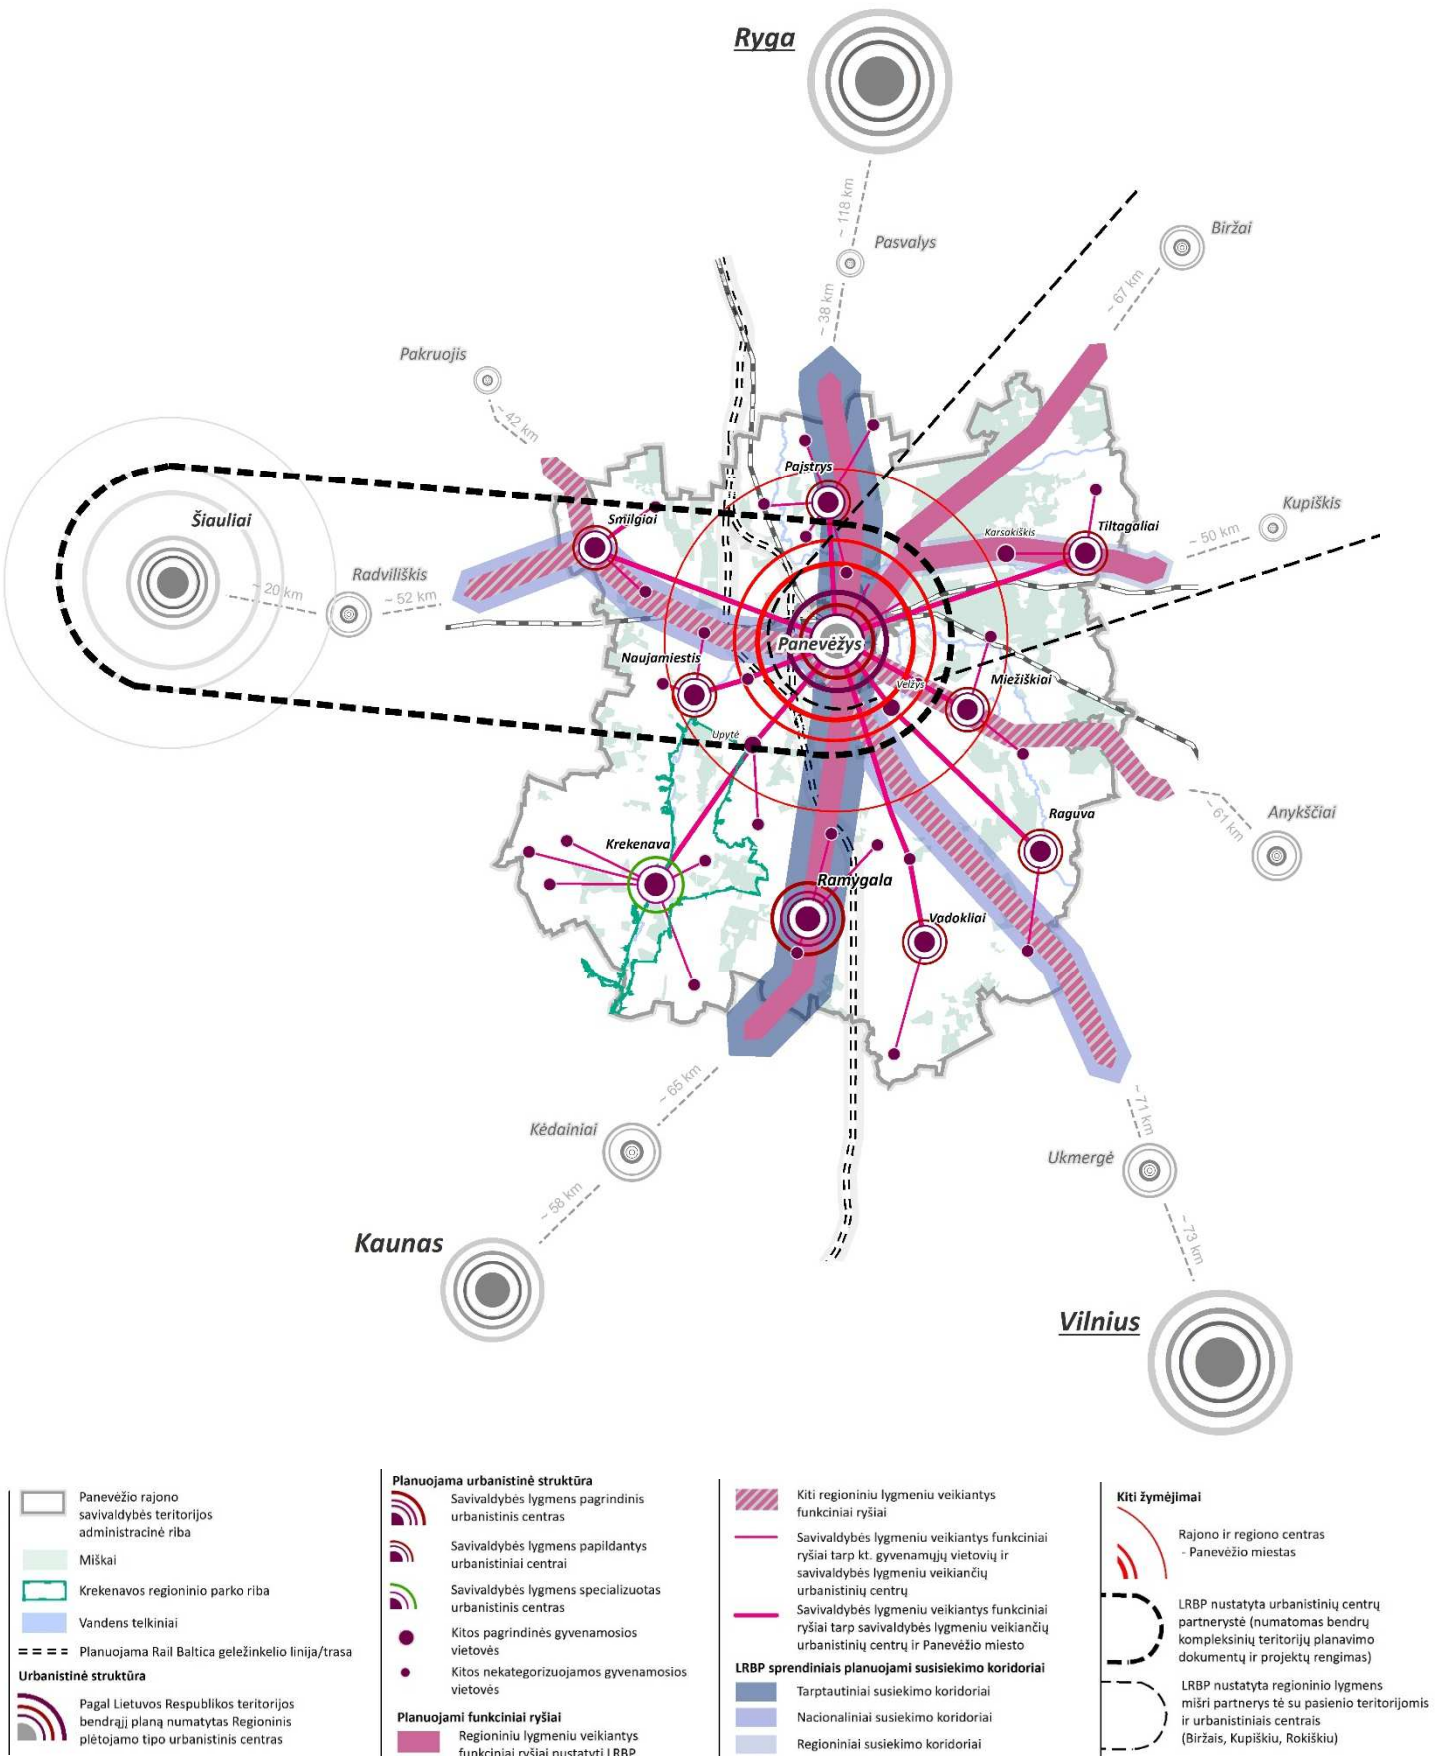 Ryga
~ 118 km
Pasvalys
Biržai
~ 67 km
~ 38 km
Pakruojis
~ 42 km
Pajstrys
Šiauliai
Smilgiai
Karsakiškis
Tiltagaliai
Kupiškis
~ 50 km
Radviliškis
~ 20 km
~ 52 km
Panevėžys
Naujamiestis
Velžys
Miežiškiai
Upytė
Raguva
~ 61 km
Anykščiai
Krekenava
Ramygala
Vadokliai
~ 65 km
Kėdainiai
~ 71 km
Ukmergė
~ 58 km
~ 73 km
Kaunas
Vilnius
Panevėžio rajono
savivaldybės teritorijos
administracinė riba
Miškai
Krekenavos regioninio parko riba
Vandens telkiniai
Planuojama Rail Baltica geležinkelio linija/trasa
Urbanistinė struktūra
Pagal Lietuvos Respublikos teritorijos
bendrąjį planą numatytas Regioninis
plėtojamo tipo urbanistinis centras
Planuojama urbanistinė struktūra
Savivaldybės lygmens pagrindinis
urbanistinis centras
Savivaldybės lygmens papildantys
urbanistiniai centrai
Savivaldybės lygmens specializuotas
urbanistinis centras
Kitos pagrindinės gyvenamosios
vietovės
Kitos nekategorizuojamos gyvenamosios
vietovės
Planuojami funkciniai ryšiai
Regioniniu lygmeniu veikiantys
funkciniai ryšiai nustatyti LRBP
Kiti regioniniu lygmeniu veikiantys
funkciniai ryšiai
Savivaldybės lygmeniu veikiantys funkciniai
ryšiai tarp kt. gyvenamųjų vietovių ir
savivaldybės lygmeniu veikiančių
urbanistinių centrų
Savivaldybės lygmeniu veikiantys funkciniai
ryšiai tarp savivaldybės lygmeniu veikiančių
urbanistinių centrų ir Panevėžio miesto
LRBP sprendiniais planuojami susisiekimo koridoriai
Tarptautiniai susiekimo koridoriai
Nacionaliniai susiekimo koridoriai
Regioniniai susiekimo koridoriai
Kiti žymėjimai
Rajono ir regiono centras
- Panevėžio miestas
LRBP nustatyta urbanistinių centrų
partnerystė (numatomas bendrų
kompleksinių teritorijų planavimo
dokumentų ir projektų rengimas)
LRBP nustatyta regioninio lygmens
mišri partnerys tė su pasienio teritorijomis
ir urbanistiniais centrais
(Biržais, Kupiškiu, Rokiškiu)